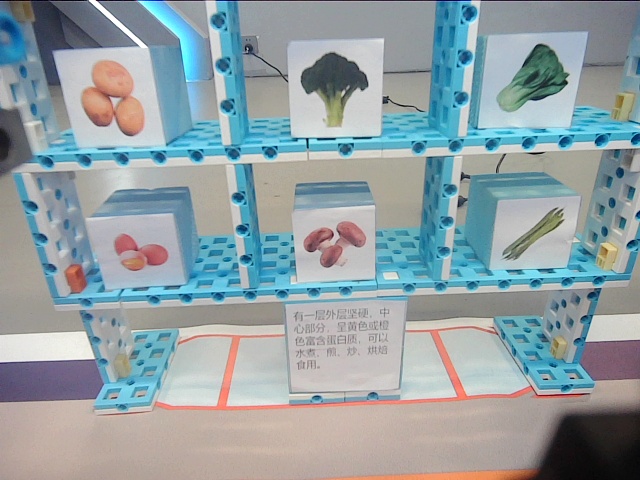 有一层外层坚硬，中
心部分，呈黄色或橙
色富含蛋白质，可以
水煮、煎、炒、烘焙
食用。